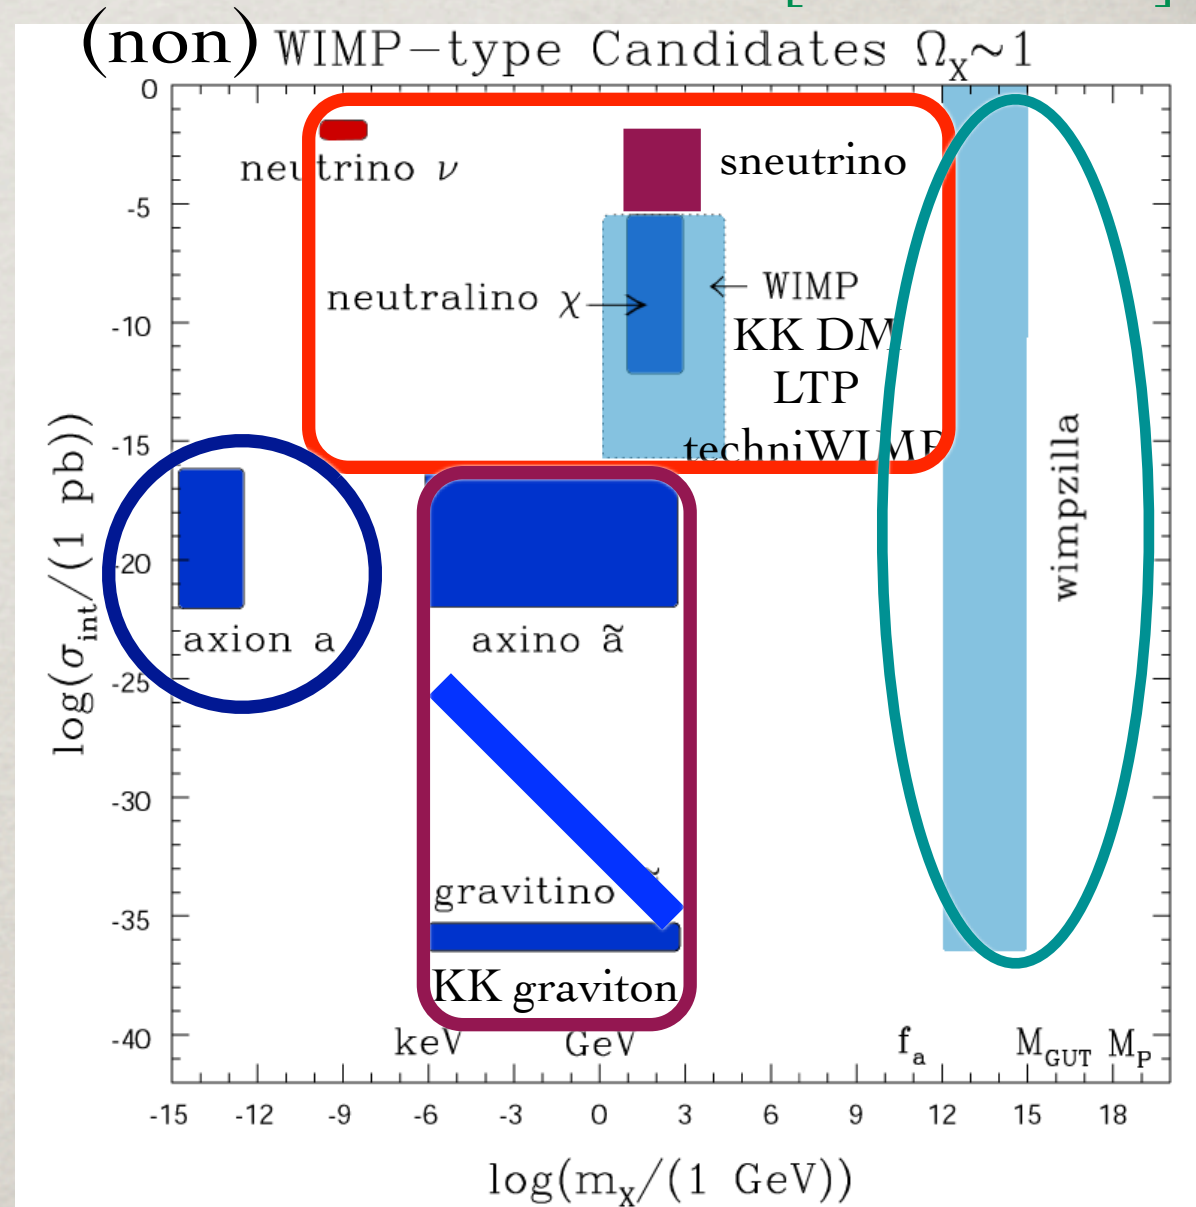 [ ]
(non) WIMP-type Candidates Ω_X~1
0
neutrino ν
sneutrino
-5
neutralino χ
WIMP
-10
KK DM
LTP
-15
techniWIMP
wimpzilla
-20
axion a
axino ã
-25
-30
gravitino
-35
KK graviton
-40
keV GeV f_a M_GUT M_P
-15 -12 -9 -6 -3 0 3 6 9 12 15 18
log(m_X/(1 GeV))
log(σ_int/(1 pb))